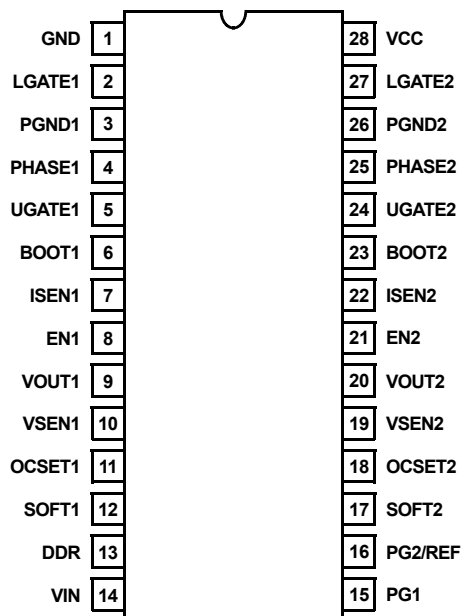 GND 1 28 VCC
LGATE1 2 27 LGATE2
PGND1 3 26 PGND2
PHASE1 4 25 PHASE2
UGATE1 5 24 UGATE2
BOOT1 6 23 BOOT2
ISEN1 7 22 ISEN2
EN1 8 21 EN2
VOUT1 9 20 VOUT2
VSEN1 10 19 VSEN2
OCSET1 11 18 OCSET2
SOFT1 12 17 SOFT2
DDR 13 16 PG2/REF
VIN 14 15 PG1